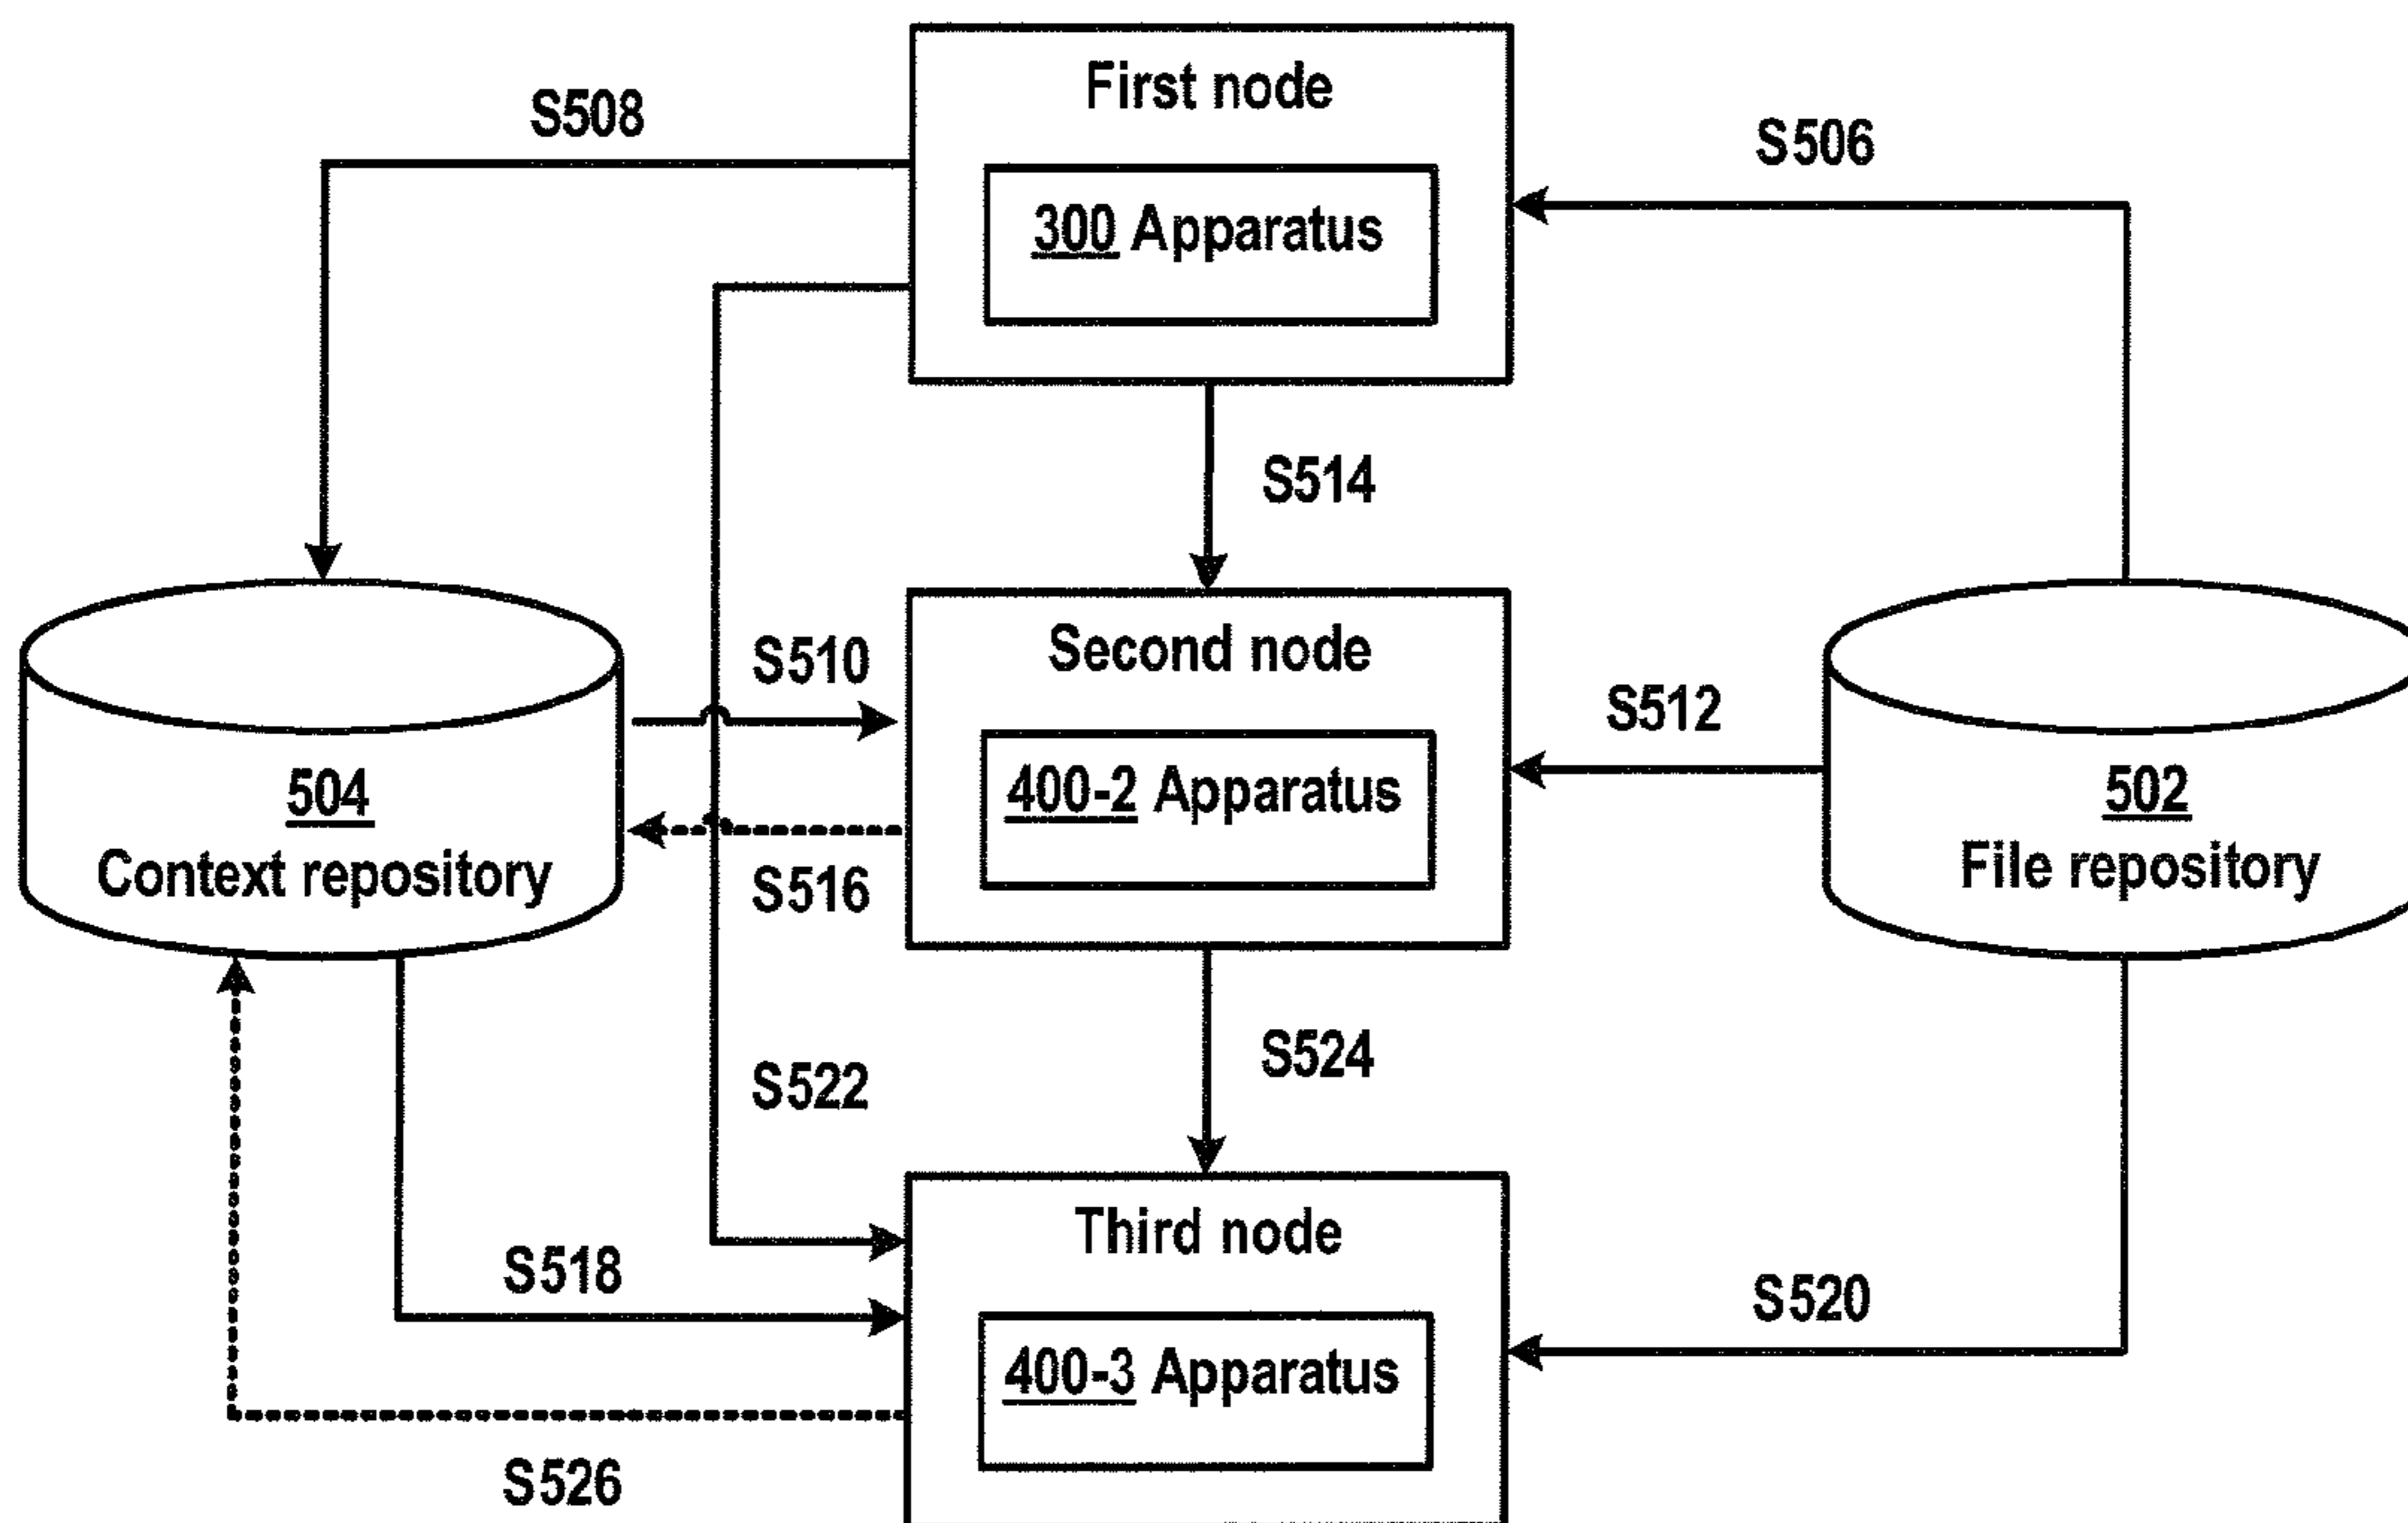 First node
S508
S506
300 Apparatus
S514
Second node
S510
S512
400-2 Apparatus
504
502
Context repository
File repository
S516
S524
S522
Third node
S518
S520
400-3 Apparatus
S526